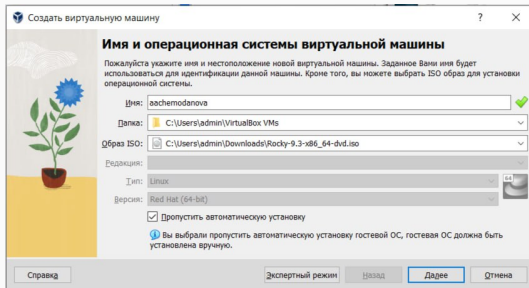 Создать виртуальную машину
Имя и операционная системы виртуальной машины
Пожалуйста укажите имя и местоположение новой виртуальной машины. Заданное Вами имя будет
использоваться для идентификации данной машины. Кроме того, вы можете выбрать ISO образ для установки
операционной системы.
Имя: aachemodanova
Папка: C:\Users\admin\VirtualBox VMs
Образ ISO: C:\Users\admin\Downloads\Rocky-9.3-x86_64-dvd.iso
Редакция:
Тип: Linux
64
Версия: Red Hat (64-bit)
Пропустить автоматическую установку
Вы выбрали пропустить автоматическую установку гостевой ОС, гостевая ОС должна быть
установлена вручную.
Справка Экспертный режим Назад Далее Отмена